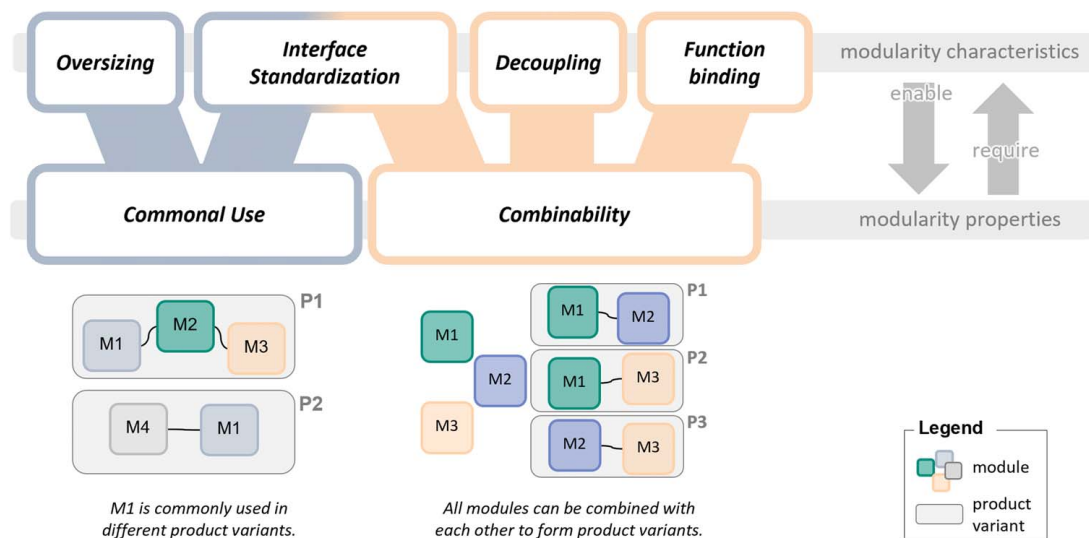 Oversizing
Interface
Standardization
Decoupling
Function
binding
modularity characteristics
enable
require
Commonal Use
Combinability
modularity properties
P1
M1
M2
M3
P2
M4
M1
M1 is commonly used in
different product variants.
M1
M2
M3
P1
M1
M2
P2
M1
M3
P3
M2
M3
All modules can be combined with
each other to form product variants.
Legend
module
product
variant